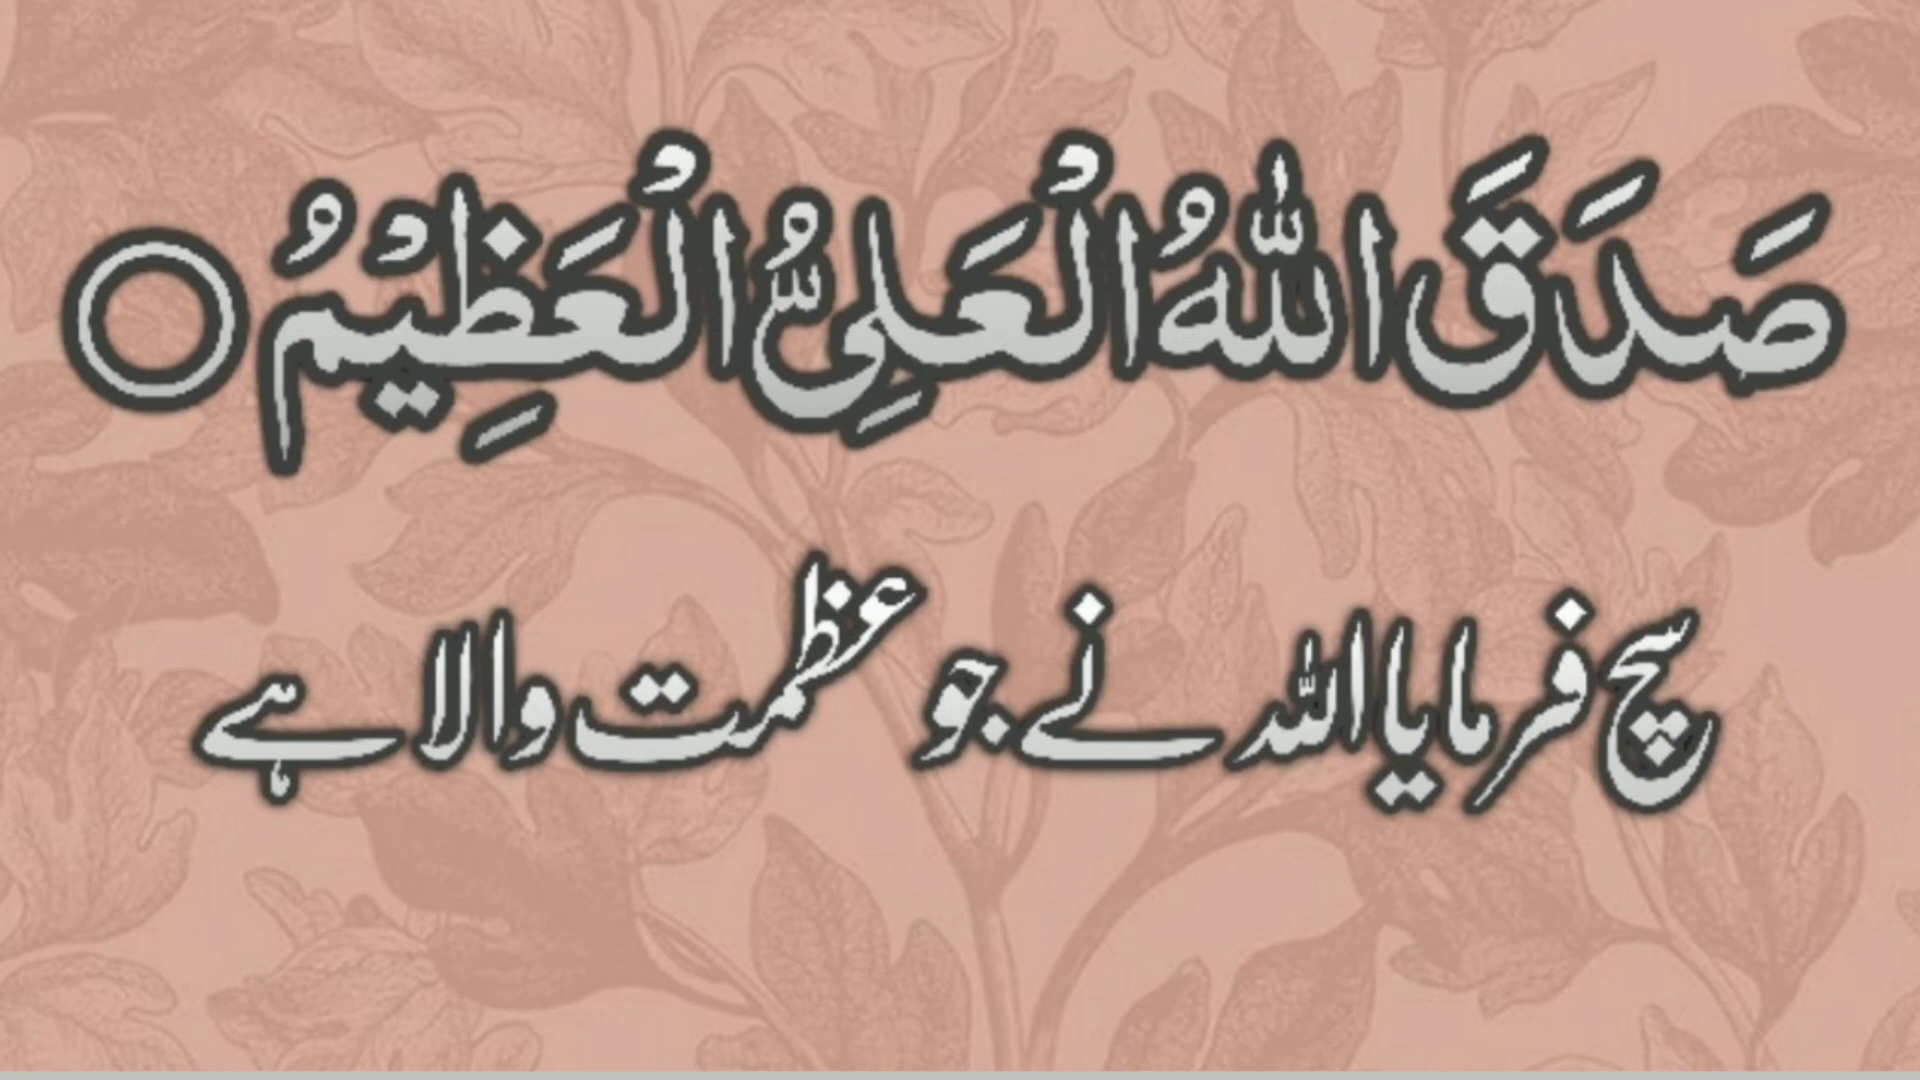 صَدَقَ اللّٰهُ الْعَلِیُّ الْعَظِیْمُ○
سچ فرمایا اللہ نے جو عظمت والا ہے